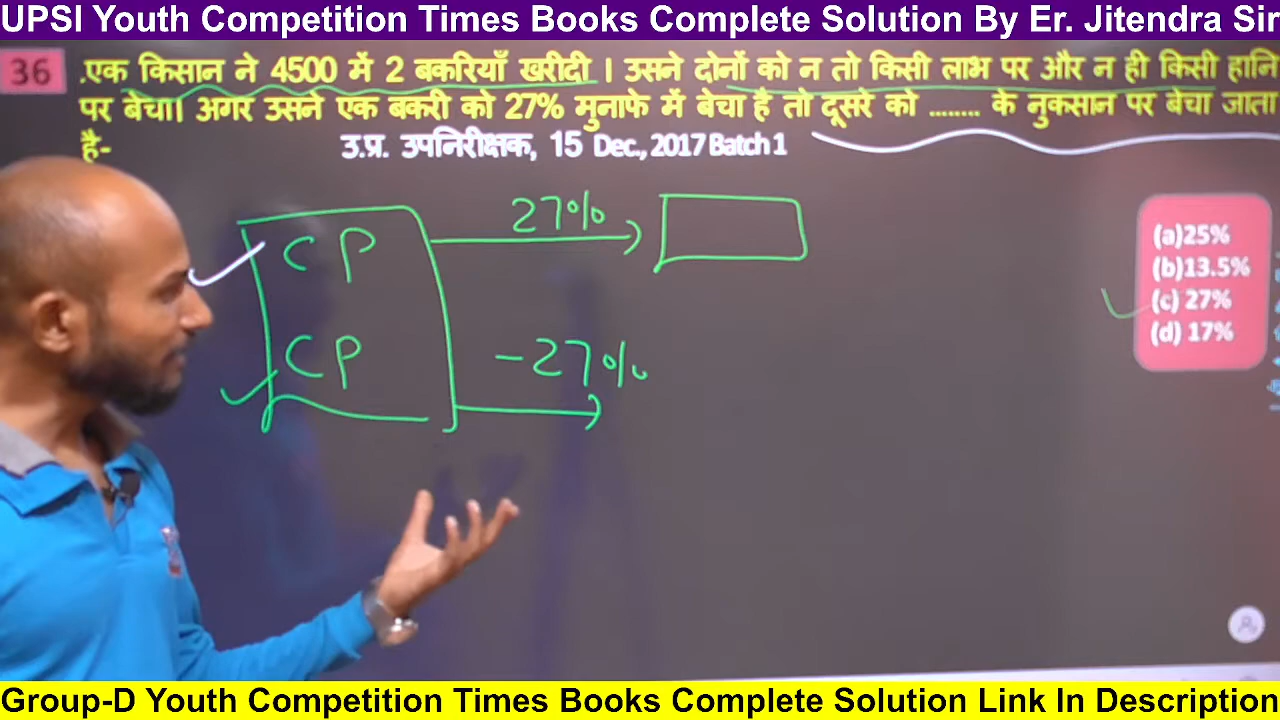 UPSI Youth Competition Times Books Complete Solution By Er. Jitendra Sir
36 .एक किसान ने 4500 में 2 बकरियाँ खरीदी । उसने दोनों को न तो किसी लाभ पर और न ही किसी हानि
पर बेचा। अगर उसने एक बकरी को 27% मुनाफे में बेचा है तो दूसरे को ........ के नुकसान पर बेचा जाता
है-
उ.प्र. उपनिरीक्षक, 15 Dec., 2017 Batch 1
27%
CP
CP
-27%
(a)25%
(b)13.5%
(c) 27%
(d) 17%
Group-D Youth Competition Times Books Complete Solution Link In Description